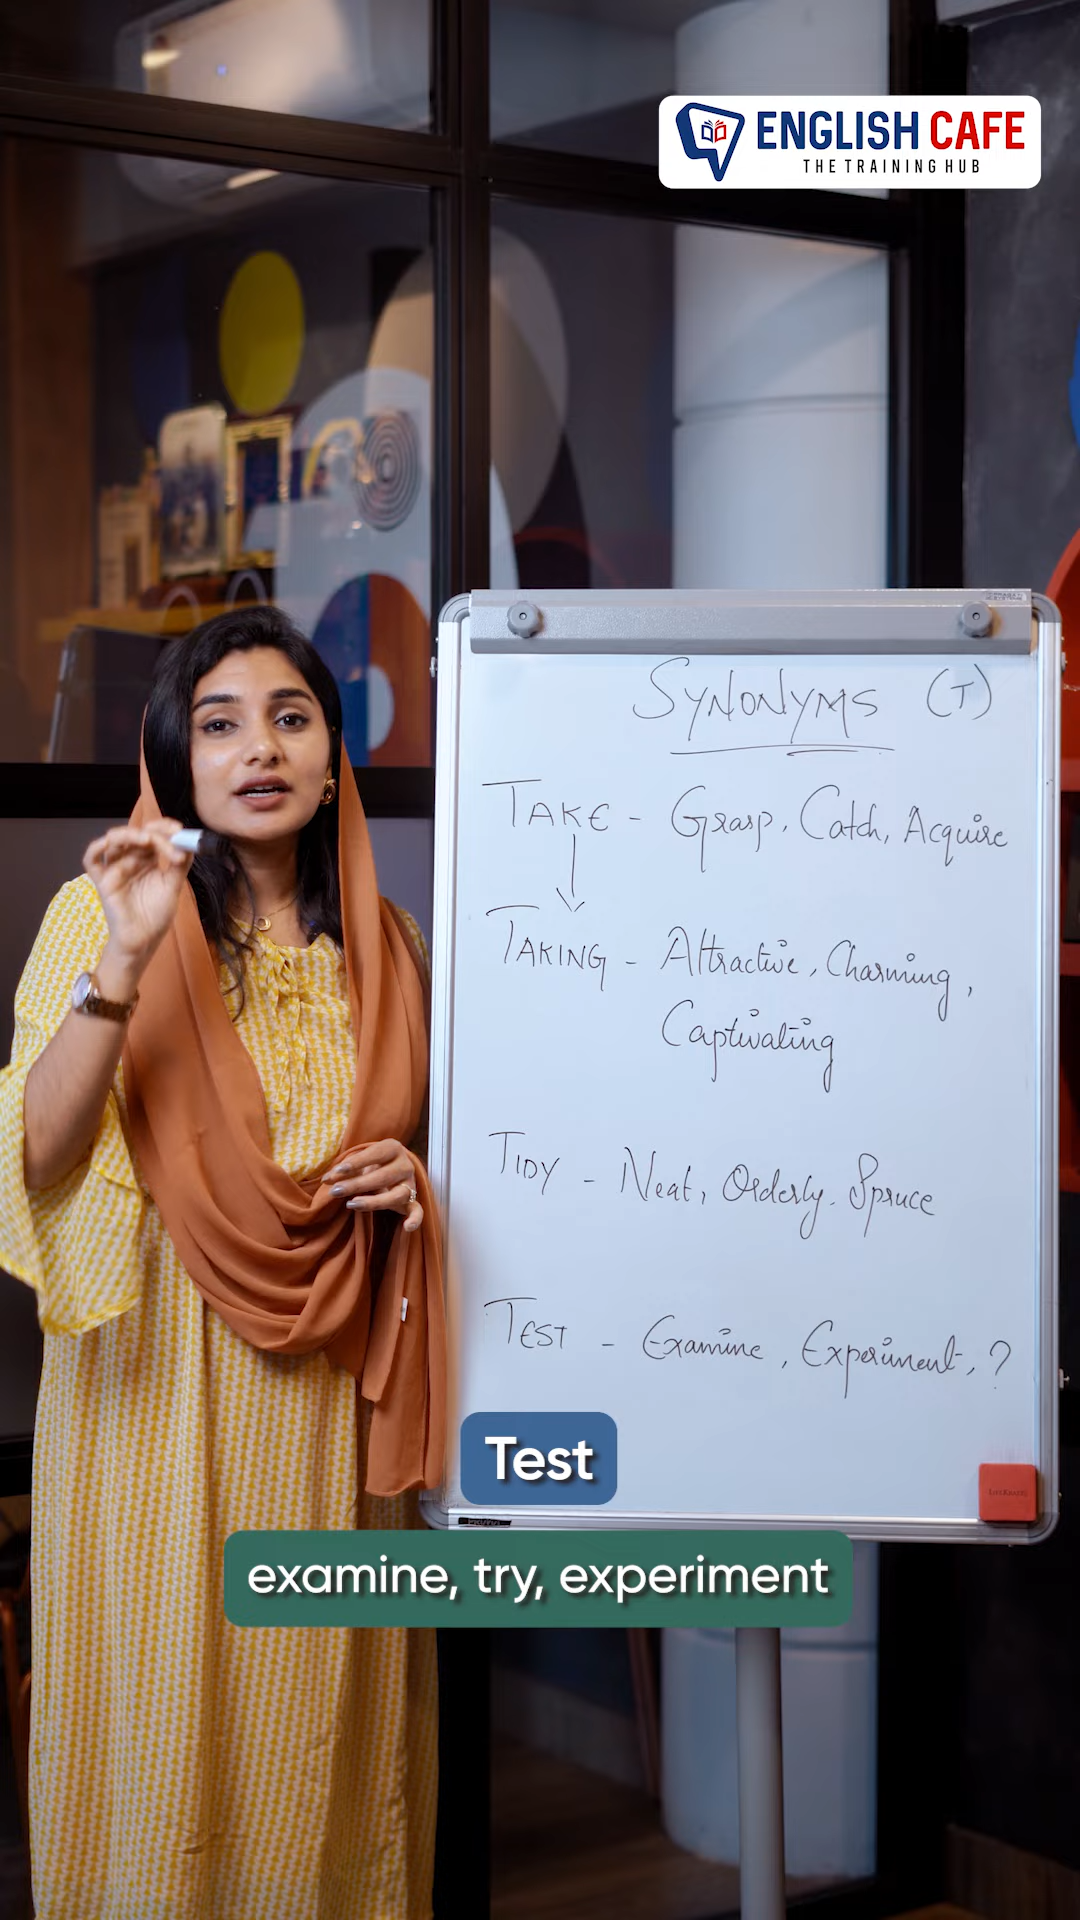 ENGLISH CAFE
THE TRAINING HUB
SYNONYMS (T)
TAKE - Grasp, Catch, Acquire
TAKING - Attractive, Charming,
Captivating
TIDY - Neat, Orderly, Spruce
TEST - Examine, Experiment, ?
Test
examine, try, experiment